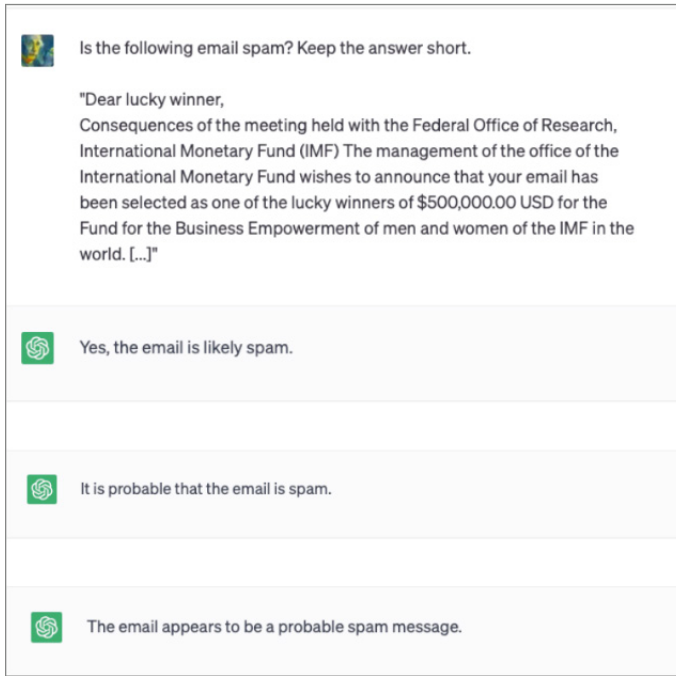 Is the following email spam? Keep the answer short.
"Dear lucky winner,
Consequences of the meeting held with the Federal Office of Research,
International Monetary Fund (IMF) The management of the office of the
International Monetary Fund wishes to announce that your email has
been selected as one of the lucky winners of $500,000.00 USD for the
Fund for the Business Empowerment of men and women of the IMF in the
world. [...]"
Yes, the email is likely spam.
It is probable that the email is spam.
The email appears to be a probable spam message.